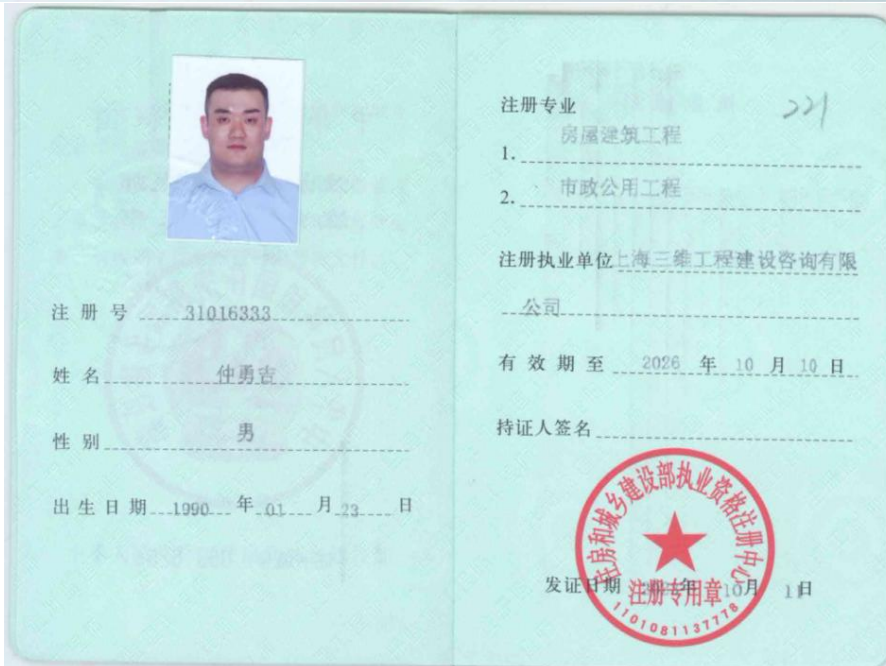 注 册 号 31016333
姓 名 仲勇吉
性 别 男
出 生 日 期 1990 年 01 月 23 日
注册专业
221
1. 房屋建筑工程
2. 市政公用工程
注册执业单位 上海三维工程建设咨询有限
公司
有 效 期 至 2026 年 10 月 10 日
持证人签名
住房和城乡建设部执业资格注册中心
发证日期 年 10月 11日
注册专用章
1101081137778